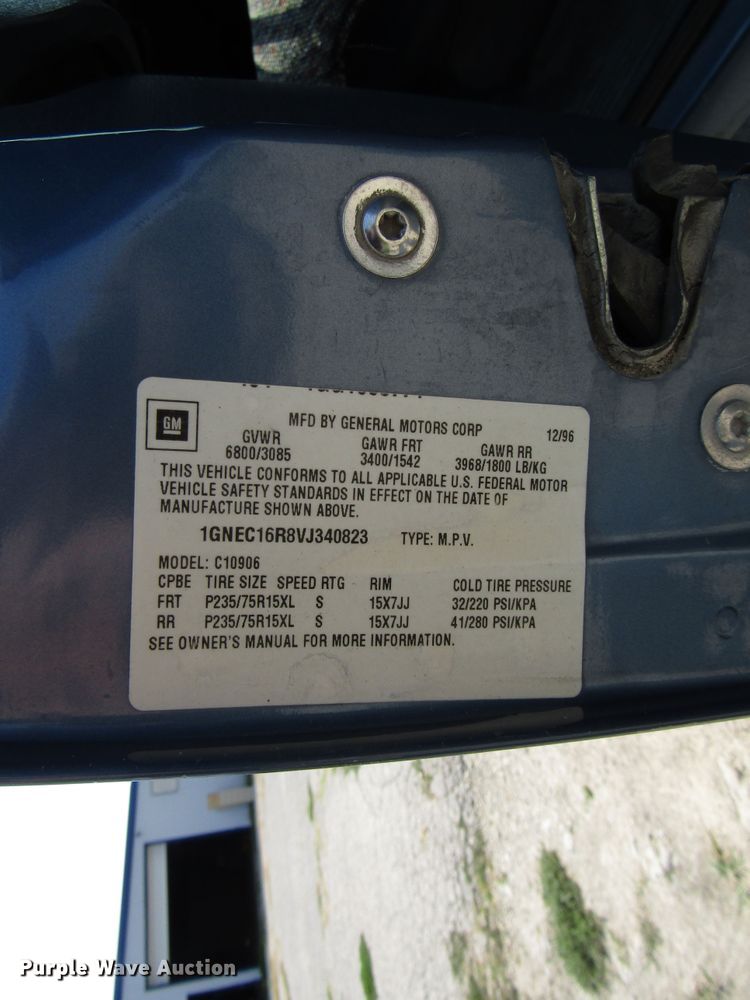 GM
MFD BY GENERAL MOTORS CORP 12/96
GVWR GAWR FRT GAWR RR
6800/3085 3400/1542 3968/1800 LB/KG
THIS VEHICLE CONFORMS TO ALL APPLICABLE U.S. FEDERAL MOTOR
VEHICLE SAFETY STANDARDS IN EFFECT ON THE DATE OF
MANUFACTURE SHOWN ABOVE.
1GNEC16R8VJ340823 TYPE: M.P.V.
MODEL: C10906
CPBE TIRE SIZE SPEED RTG RIM COLD TIRE PRESSURE
FRT P235/75R15XL S 15X7JJ 32/220 PSI/KPA
RR P235/75R15XL S 15X7JJ 41/280 PSI/KPA
SEE OWNER'S MANUAL FOR MORE INFORMATION.
Purple Wave Auction